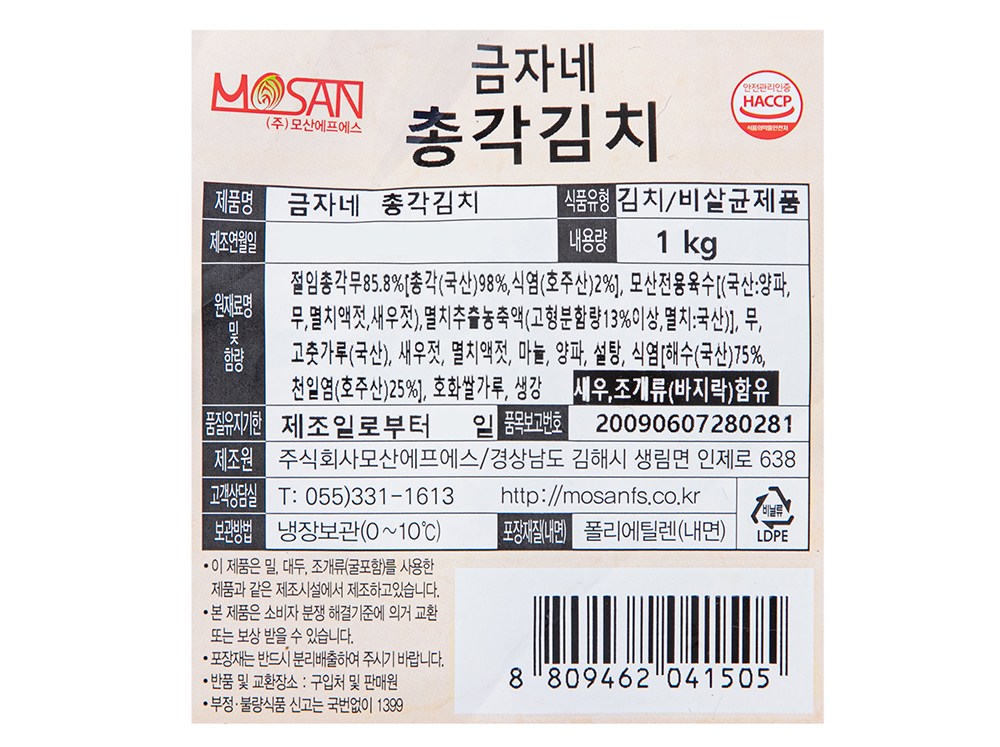 MOSAN
(주)모산에프에스
금자네
총각김치
안전관리인증
HACCP
식품의약품안전처
제품명 금자네 총각김치 식품유형 김치/비살균제품
제조연월일 내용량 1 kg
원재료명 및 함량
절임총각무85.8%[총각(국산)98%,식염(호주산)2%], 모산전용육수[(국산:양파,
무,멸치액젓,새우젓),멸치추출농축액(고형분함량13%이상,멸치:국산)], 무,
고춧가루(국산), 새우젓, 멸치액젓, 마늘, 양파, 설탕, 식염[해수(국산)75%,
천일염(호주산)25%], 호화쌀가루, 생강 새우,조개류(바지락)함유
품질유지기한 제조일로부터 일 품목보고번호 20090607280281
제조원 주식회사모산에프에스/경상남도 김해시 생림면 인제로 638
고객상담실 T: 055)331-1613 http://mosanfs.co.kr
보관방법 냉장보관(0~10℃) 포장재질(내면) 폴리에틸렌(내면)
비닐류
LDPE
•이 제품은 밀, 대두, 조개류(굴포함)를 사용한
제품과 같은 제조시설에서 제조하고있습니다.
•본 제품은 소비자 분쟁 해결기준에 의거 교환
또는 보상 받을 수 있습니다.
•포장재는 반드시 분리배출하여 주시기 바랍니다.
•반품 및 교환장소 : 구입처 및 판매원
•부정·불량식품 신고는 국번없이 1399
8 809462 041505